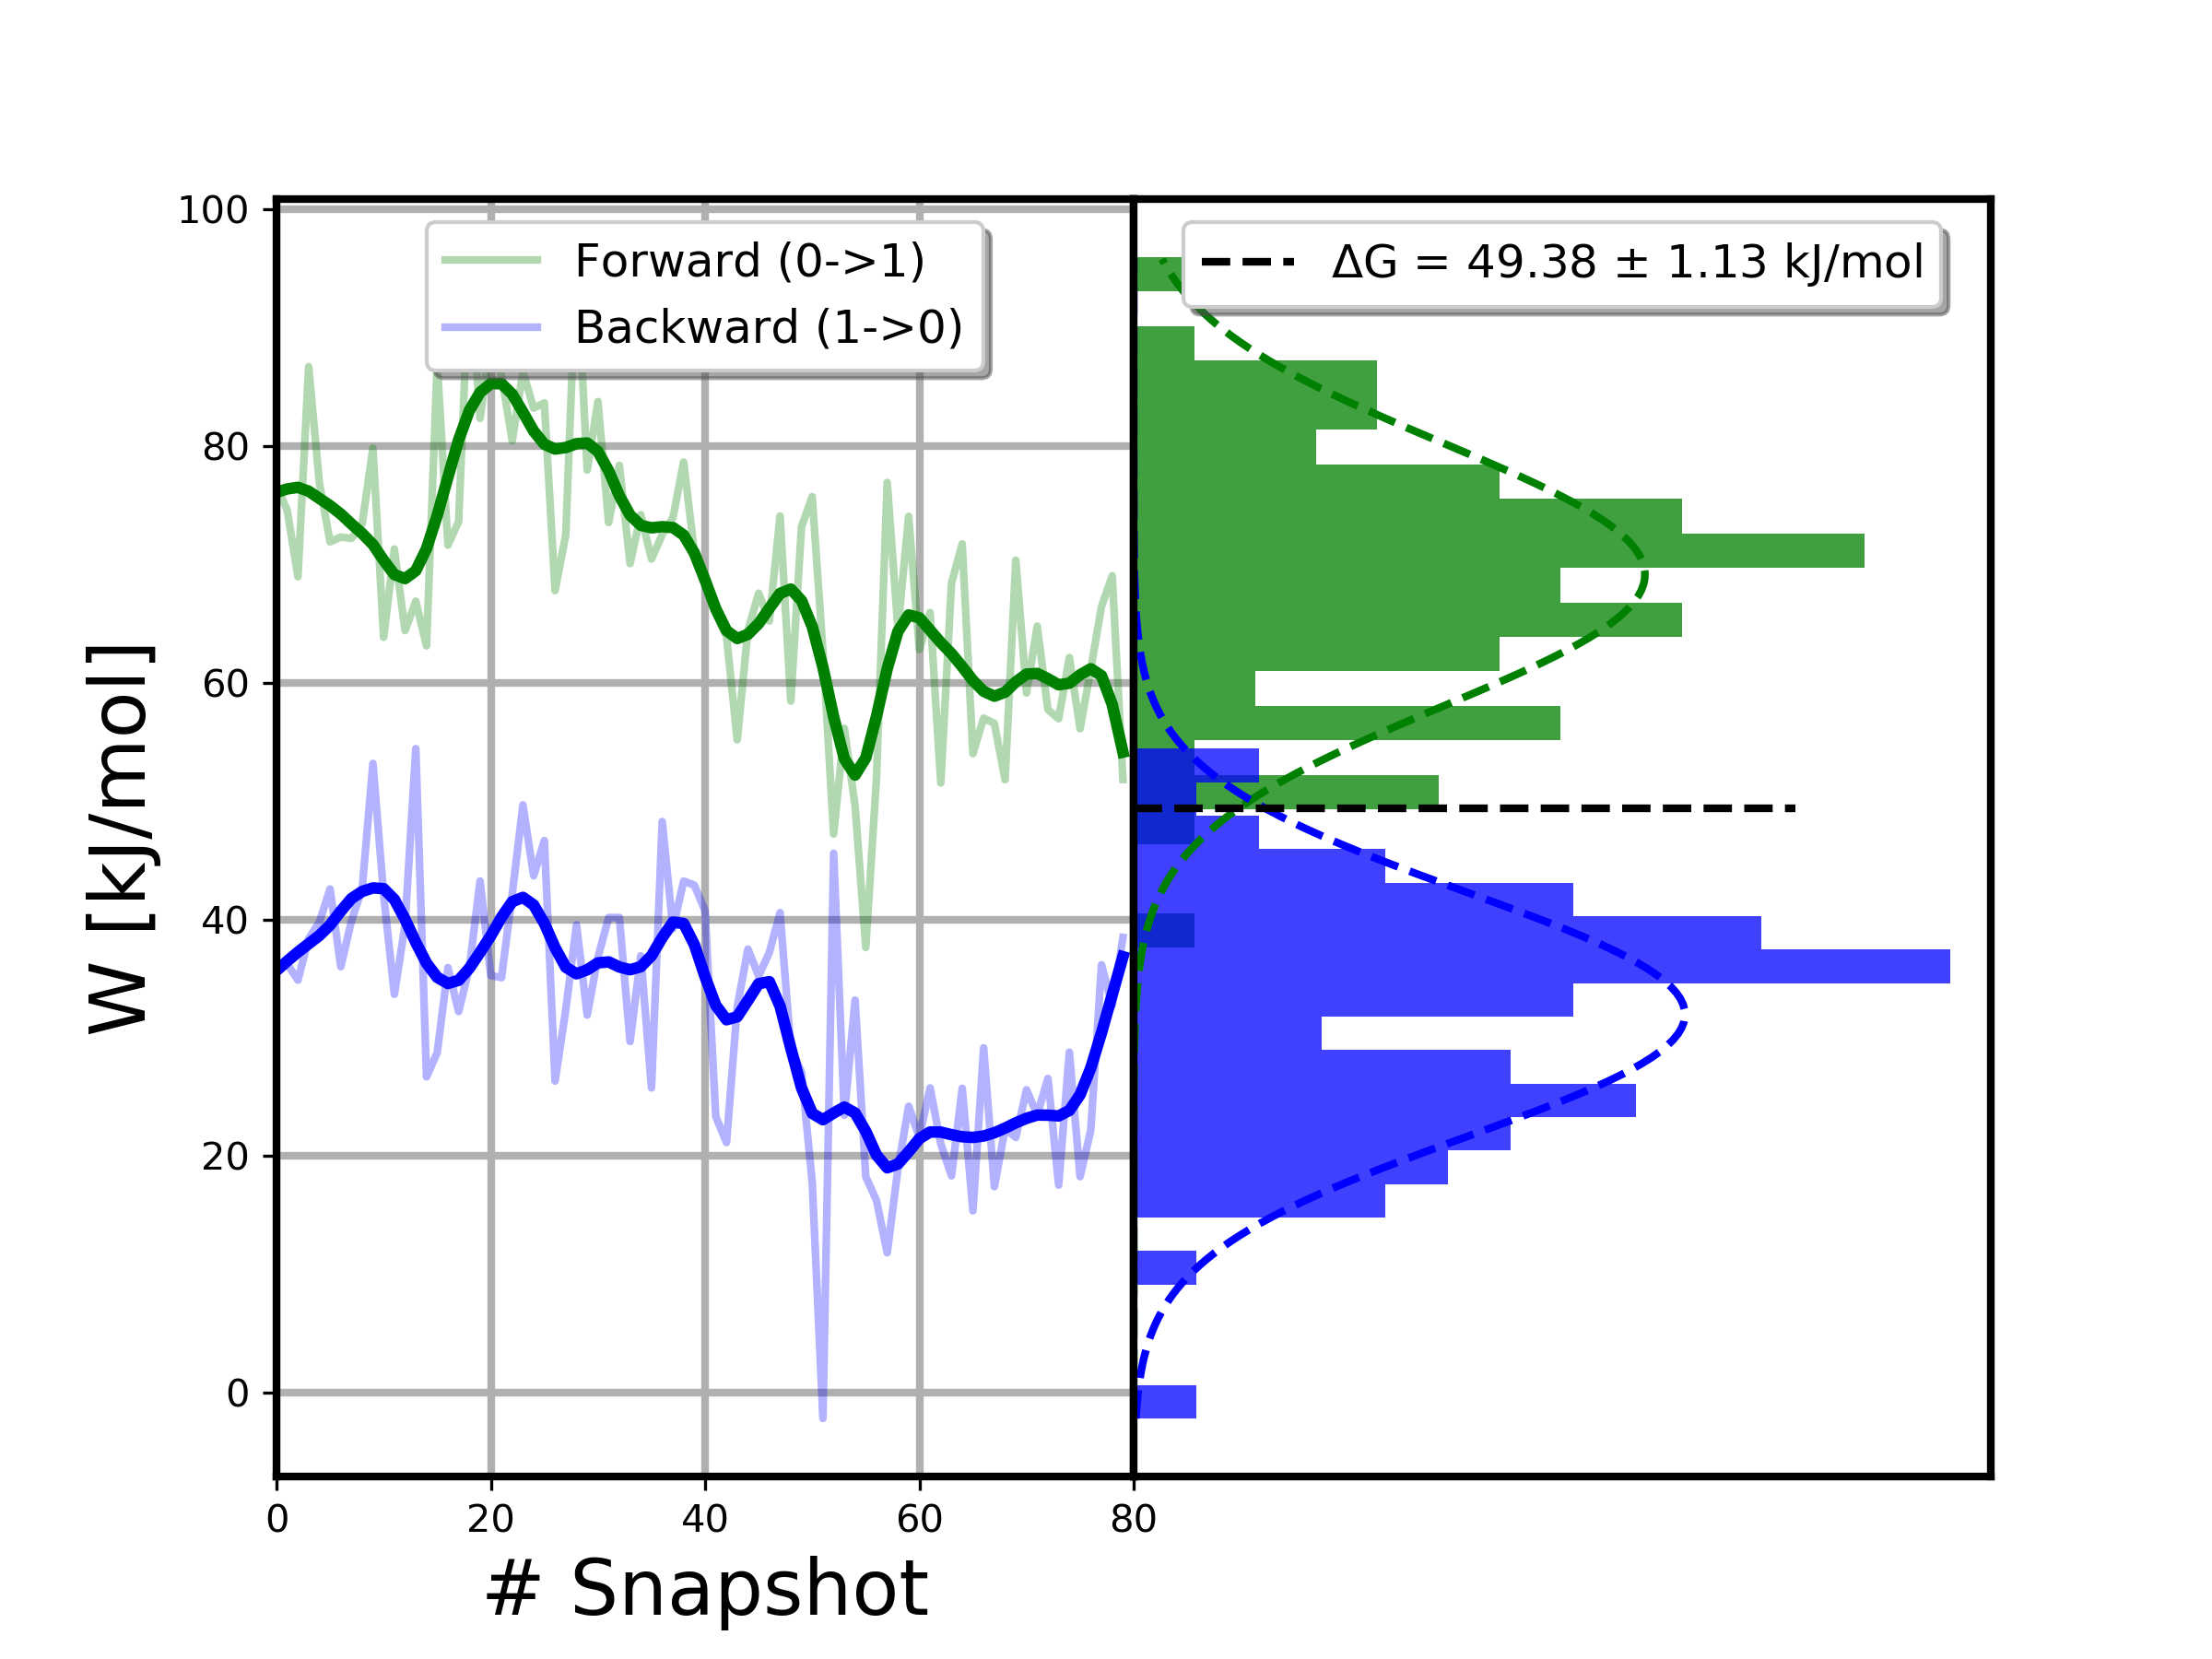 Forward (0->1)
Backward (1->0)
ΔG = 49.38 ± 1.13 kJ/mol
W [kJ/mol]
100
80
60
40
20
0
0 20 40 60 80
# Snapshot